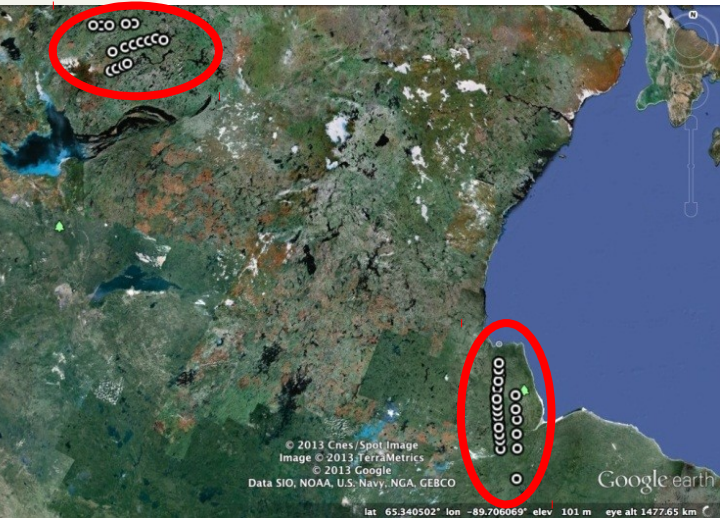 N
© 2013 Cnes/Spot Image
Image © 2013 TerraMetrics
© 2013 Google
Data SIO, NOAA, U.S. Navy, NGA, GEBCO
Google earth
lat 65.340502° lon -89.706069° elev 101 m eye alt 1477.65 km